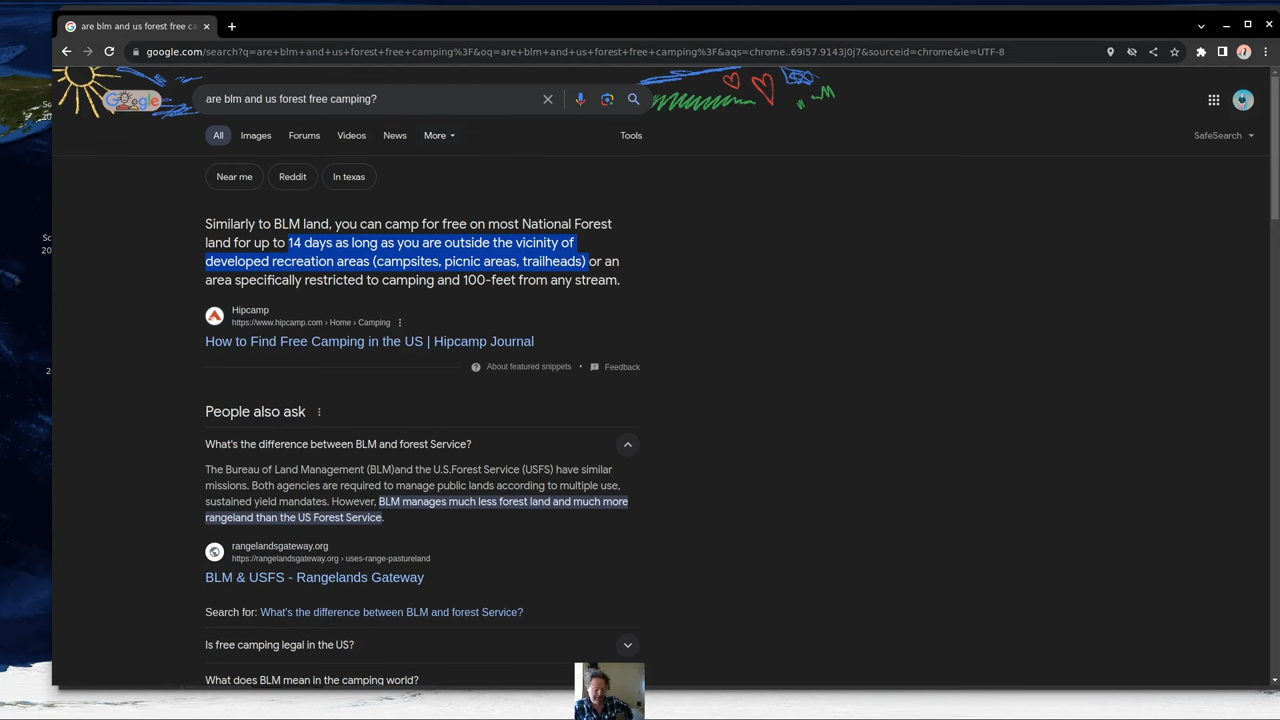 are blm and us forest free ca
google.com/search?q=are+blm+and+us+forest+free+camping%3F&oq=are+blm+and+us+forest+free+camping%3F&aqs=chrome..69i57.9143j0j7&sourceid=chrome&ie=UTF-8
Google
are blm and us forest free camping?
All Images Forums Videos News More Tools
SafeSearch
Near me Reddit In texas
Similarly to BLM land, you can camp for free on most National Forest
land for up to 14 days as long as you are outside the vicinity of
developed recreation areas (campsites, picnic areas, trailheads) or an
area specifically restricted to camping and 100-feet from any stream.
Hipcamp
https://www.hipcamp.com › Home › Camping
How to Find Free Camping in the US | Hipcamp Journal
About featured snippets • Feedback
People also ask
What's the difference between BLM and forest Service?
The Bureau of Land Management (BLM)and the U.S.Forest Service (USFS) have similar
missions. Both agencies are required to manage public lands according to multiple use,
sustained yield mandates. However, BLM manages much less forest land and much more
rangeland than the US Forest Service.
rangelandsgateway.org
https://rangelandsgateway.org › uses-range-pastureland
BLM & USFS - Rangelands Gateway
Search for: What's the difference between BLM and forest Service?
Is free camping legal in the US?
What does BLM mean in the camping world?